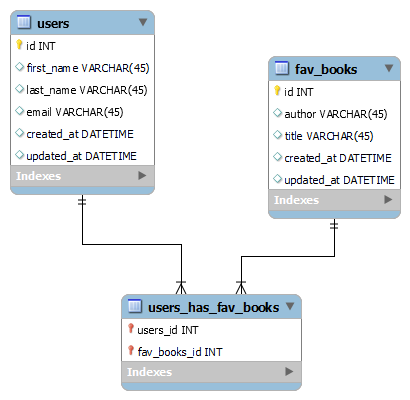 users
id INT
first_name VARCHAR(45)
last_name VARCHAR(45)
email VARCHAR(45)
created_at DATETIME
updated_at DATETIME
Indexes
fav_books
id INT
author VARCHAR(45)
title VARCHAR(45)
created_at DATETIME
updated_at DATETIME
Indexes
users_has_fav_books
users_id INT
fav_books_id INT
Indexes